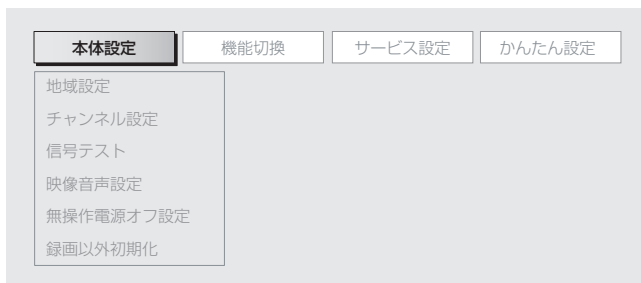 本体設定
機能切換
サービス設定
かんたん設定
地域設定
チャンネル設定
信号テスト
映像音声設定
無操作電源オフ設定
録画以外初期化